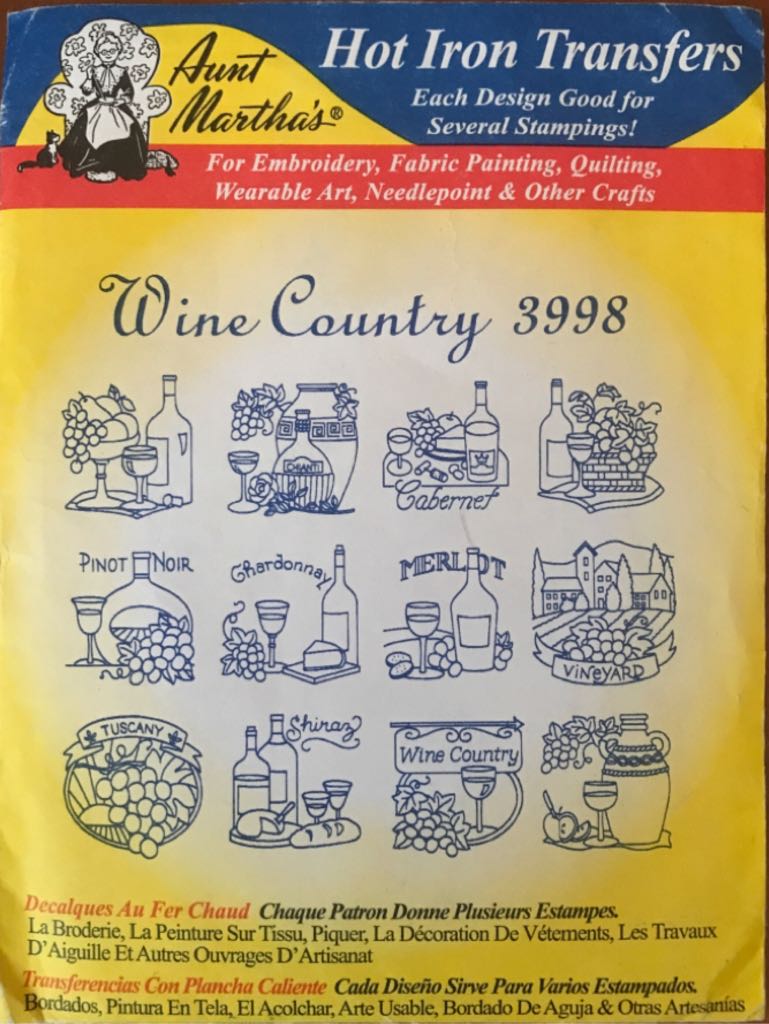 Aunt
Martha's®
Hot Iron Transfers
Each Design Good for
Several Stampings!
For Embroidery, Fabric Painting, Quilting,
Wearable Art, Needlepoint & Other Crafts
Wine Country 3998
CHIANTI
Cabernet
PINOT NOIR
Chardonnay
MERLOT
VINEYARD
TUSCANY
Shiraz
Wine Country
Decalques Au Fer Chaud Chaque Patron Donne Plusieurs Estampes.
La Broderie, La Peinture Sur Tissu, Piquer, La Décoration De Vétements, Les Travaux
D'Aiguille Et Autres Ouvrages D'Artisanat
Transferencias Con Plancha Caliente Cada Diseño Sirve Para Varios Estampados.
Bordados, Pintura En Tela, El Acolchar, Arte Usable, Bordado De Aguja & Otras Artesanías